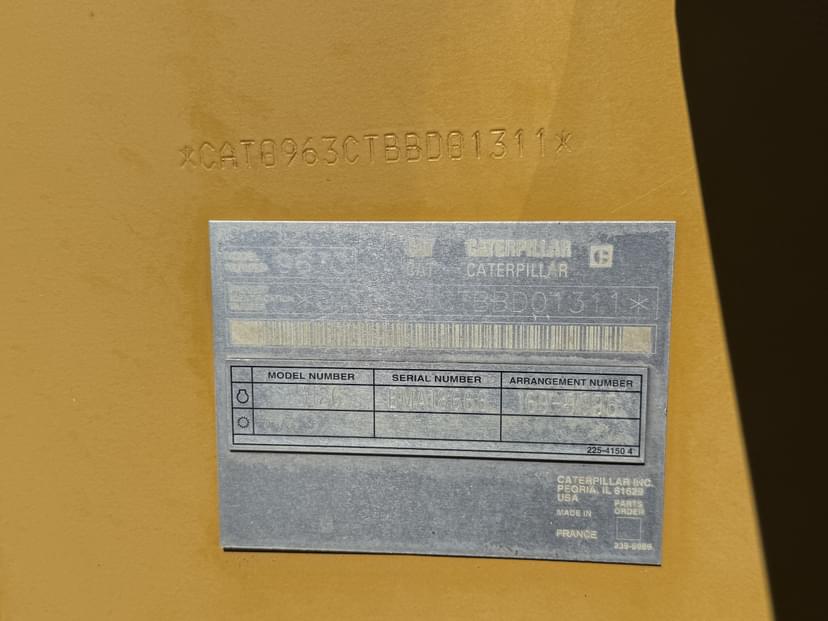 *CAT0963CTBBD01311*
CAT CATERPILLAR
CAT CATERPILLAR
TBBD01311*
MODEL NUMBER SERIAL NUMBER ARRANGEMENT NUMBER
225-4150 4
CATERPILLAR INC.
PEORIA, IL 61629
USA
PARTS
ORDER
MADE IN
FRANCE